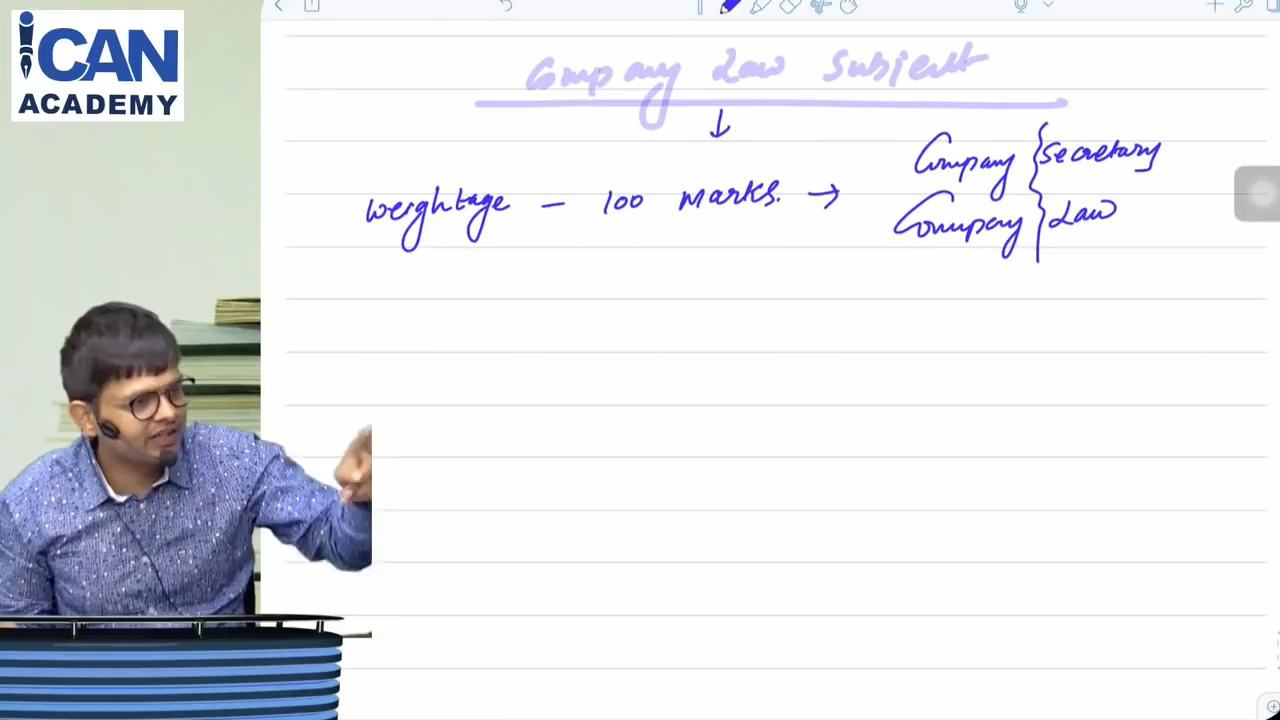 iCAN
ACADEMY
Company Law Subject
↓
Weightage – 100 Marks. → Company { Secretary
Company } Law